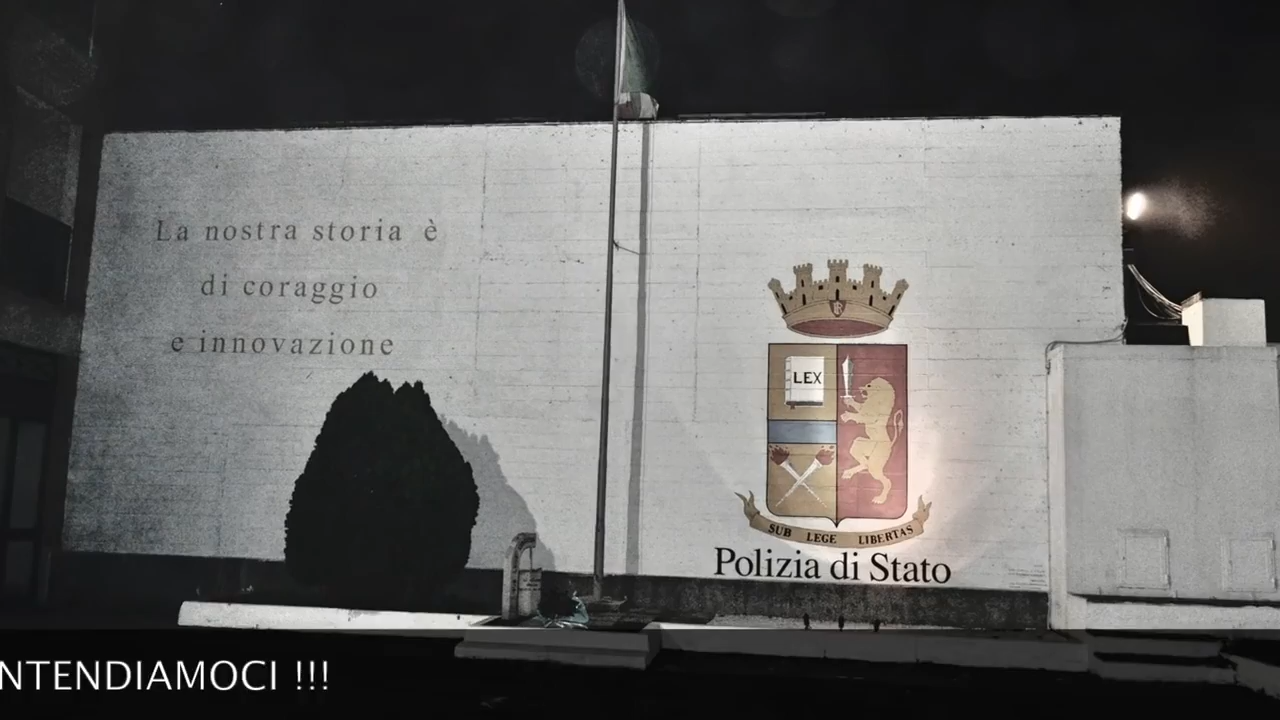 La nostra storia è
di coraggio
e innovazione
LEX
SUB LEGE LIBERTAS
Polizia di Stato
NTENDIAMOCI !!!